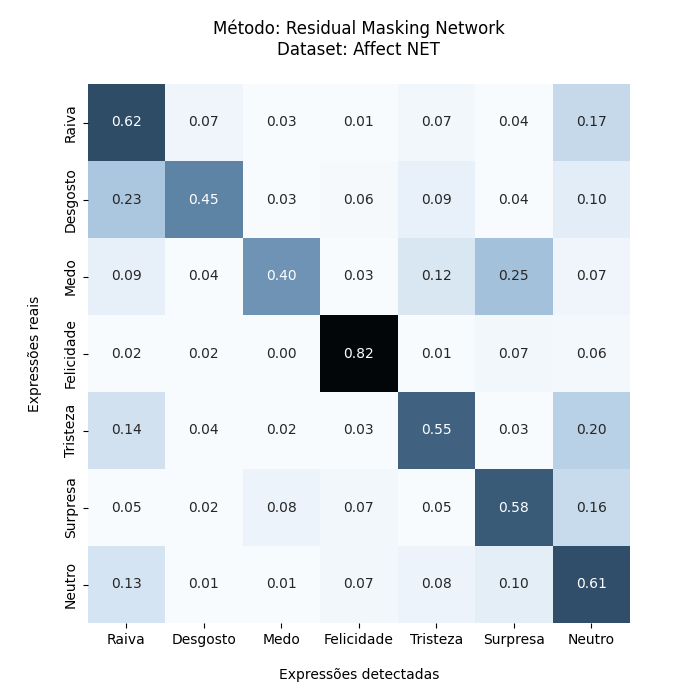 Método: Residual Masking Network
Dataset: Affect NET
Expressões reais
Raiva 0.62 0.07 0.03 0.01 0.07 0.04 0.17
Desgosto 0.23 0.45 0.03 0.06 0.09 0.04 0.10
Medo 0.09 0.04 0.40 0.03 0.12 0.25 0.07
Felicidade 0.02 0.02 0.00 0.82 0.01 0.07 0.06
Tristeza 0.14 0.04 0.02 0.03 0.55 0.03 0.20
Surpresa 0.05 0.02 0.08 0.07 0.05 0.58 0.16
Neutro 0.13 0.01 0.01 0.07 0.08 0.10 0.61
Raiva Desgosto Medo Felicidade Tristeza Surpresa Neutro
Expressões detectadas